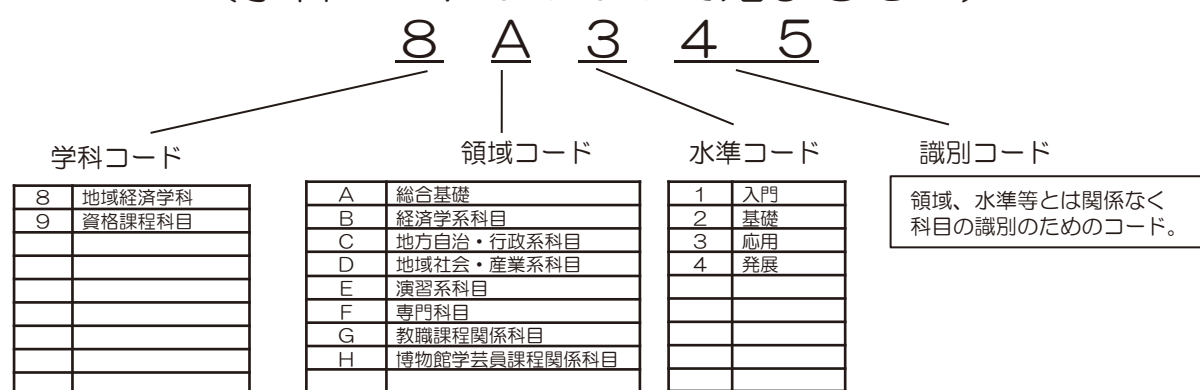 8 A 3 4 5
学科コード
8 地域経済学科
9 資格課程科目
領域コード
A 総合基礎
B 経済学系科目
C 地方自治・行政系科目
D 地域社会・産業系科目
E 演習系科目
F 専門科目
G 教職課程関係科目
H 博物館学芸員課程関係科目
水準コード
1 入門
2 基礎
3 応用
4 発展
識別コード
領域、水準等とは関係なく
科目の識別のためのコード。